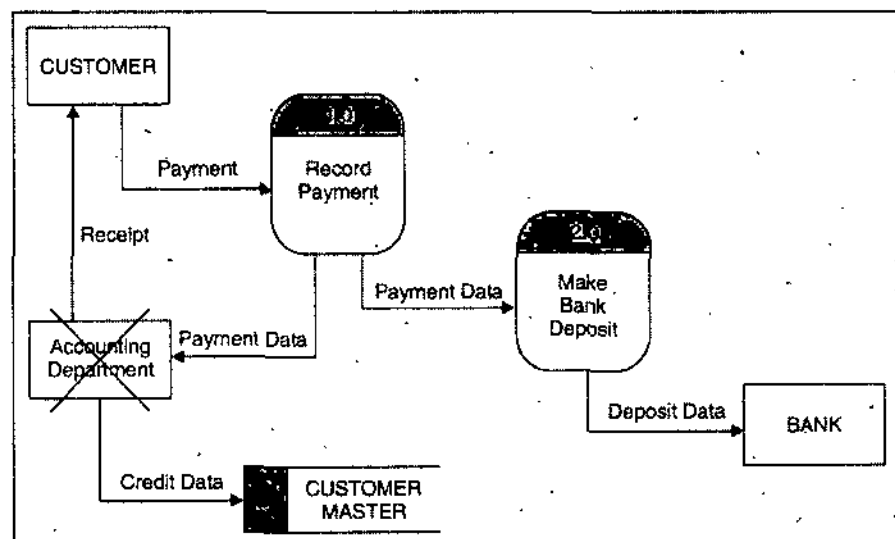 CUSTOMER
1.0
Payment
Record
Payment
Receipt
2.0
Payment Data
Make
Bank
Deposit
Accounting
Department
Payment Data
Deposit Data
BANK
Credit Data
CUSTOMER
MASTER